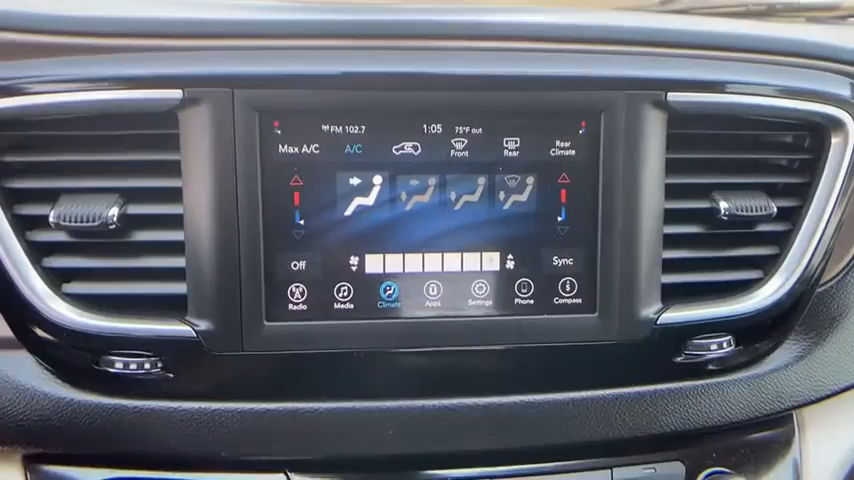 FM 102.7 1:05 75°F out
Max A/C A/C Front Rear Rear Climate
Off Sync
Radio Media Climate Apps Settings Phone Compass